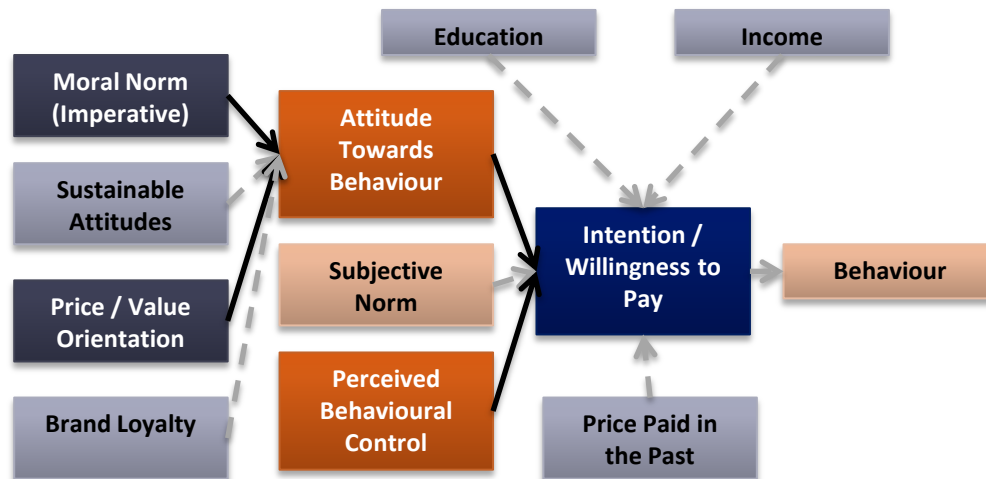 Education
Income
Moral Norm
(Imperative)
Attitude
Towards
Behaviour
Sustainable
Attitudes
Intention /
Willingness to
Pay
Subjective
Norm
Behaviour
Price / Value
Orientation
Perceived
Behavioural
Control
Brand Loyalty
Price Paid in
the Past